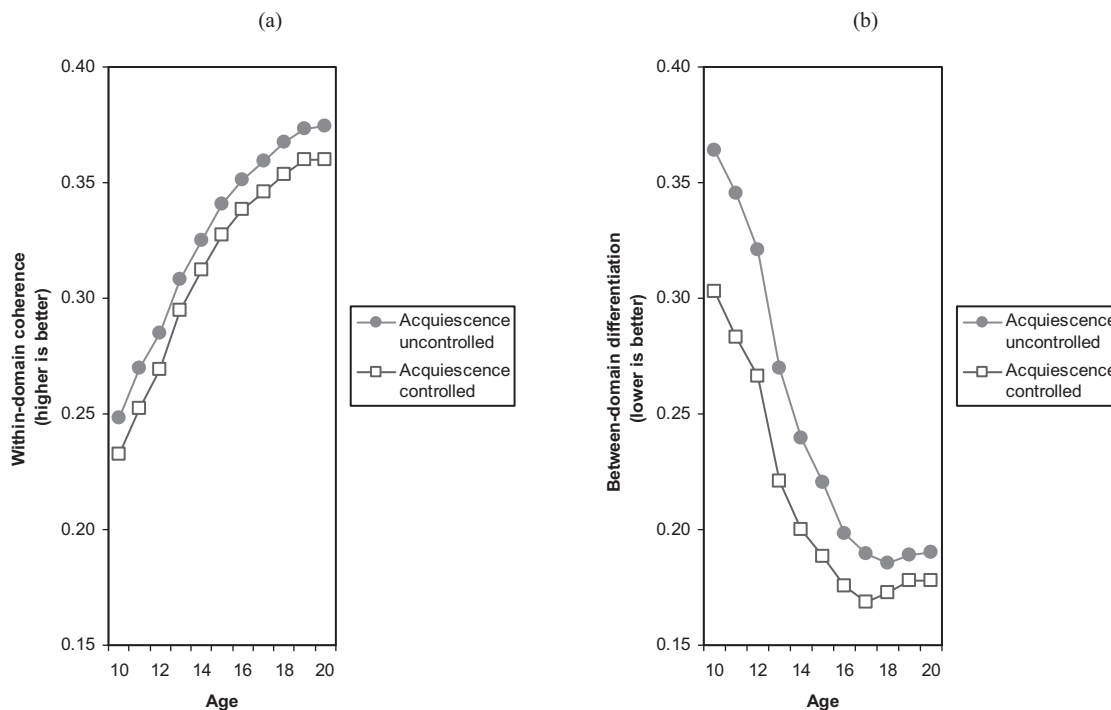 (a)
0.40
0.35
0.30
0.25
0.20
0.15
Within-domain coherence
(higher is better)
10 12 14 16 18 20
Age
Acquiescence
uncontrolled
Acquiescence
controlled
(b)
0.40
0.35
0.30
0.25
0.20
0.15
Between-domain differentiation
(lower is better)
10 12 14 16 18 20
Age
Acquiescence
uncontrolled
Acquiescence
controlled